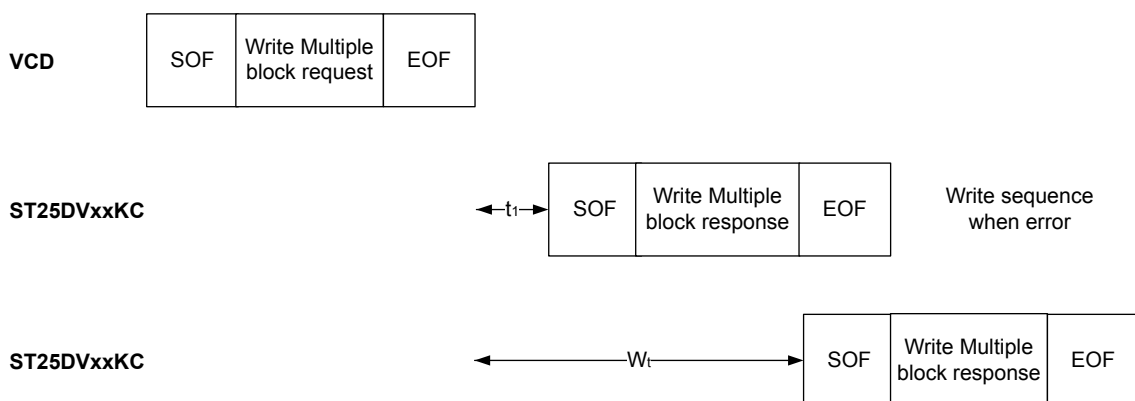 VCD
SOF
Write Multiple
block request
EOF
ST25DVxxKC
t1
SOF
Write Multiple
block response
EOF
Write sequence
when error
ST25DVxxKC
Wt
SOF
Write Multiple
block response
EOF